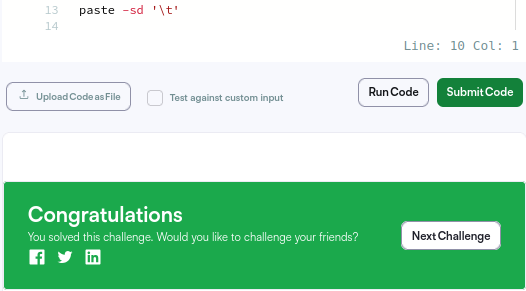 13 paste -sd '\t'
14
Line: 10 Col: 1
Upload Code as File
Test against custom input
Run Code
Submit Code
Congratulations
You solved this challenge. Would you like to challenge your friends?
Next Challenge